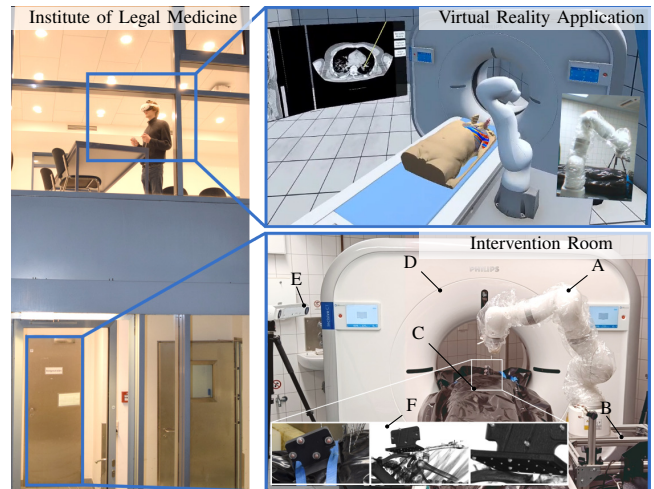 Institute of Legal Medicine
Virtual Reality Application
Intervention Room
A
D
PHILIPS
E
C
F
B